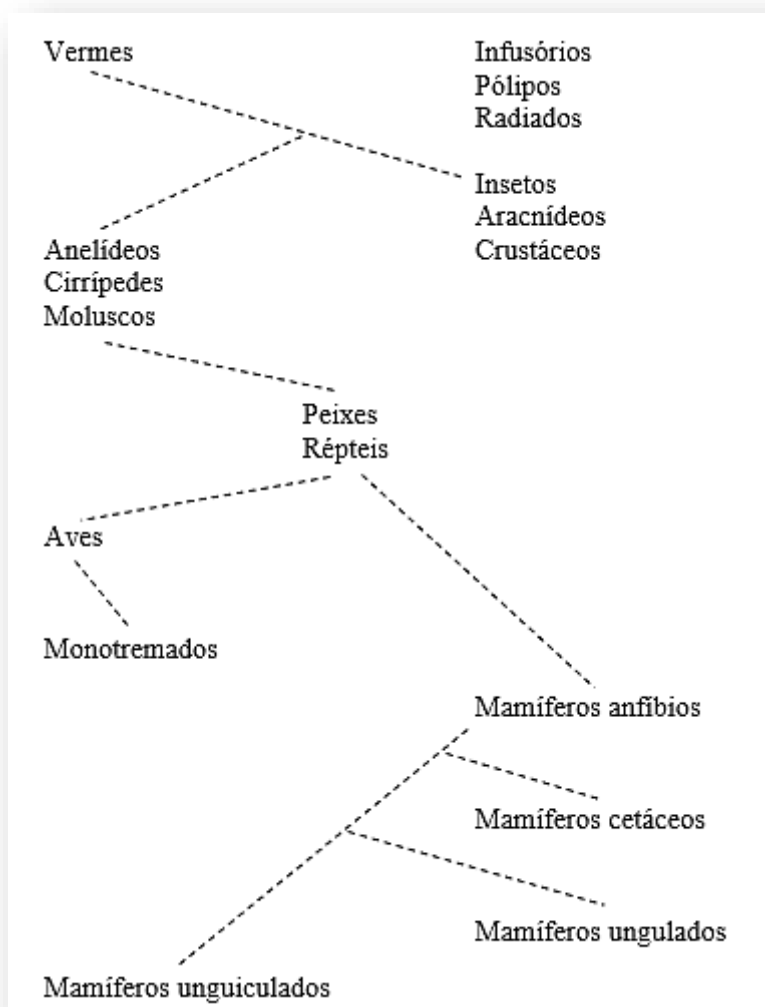 Vermes
Infusórios
Pólipos
Radiados
Insetos
Aracnídeos
Crustáceos
Anelídeos
Cirrípedes
Moluscos
Peixes
Répteis
Aves
Monotremados
Mamíferos anfíbios
Mamíferos cetáceos
Mamíferos ungulados
Mamíferos unguiculados